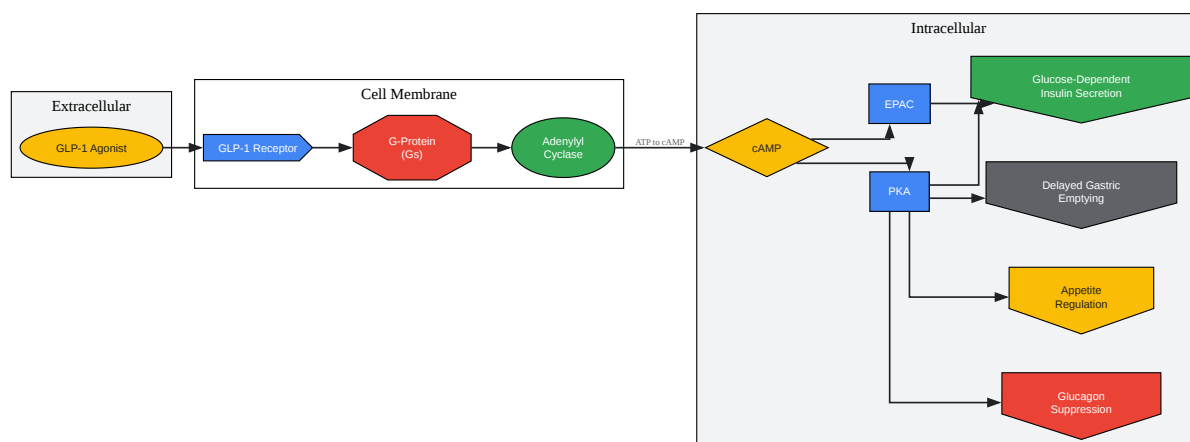 Extracellular
GLP-1 Agonist
Cell Membrane
GLP-1 Receptor
G-Protein
(Gs)
Adenylyl
Cyclase
ATP to cAMP
Intracellular
cAMP
EPAC
PKA
Glucose-Dependent
Insulin Secretion
Delayed Gastric
Emptying
Appetite
Regulation
Glucagon
Suppression